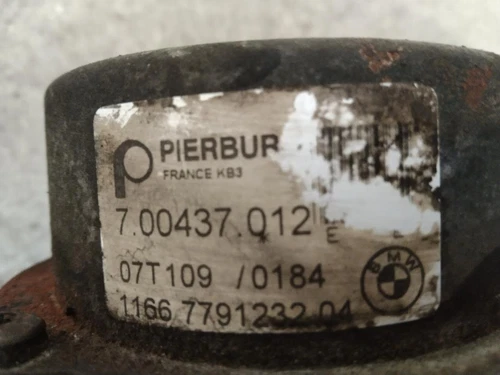 PIERBUR
FRANCE KB3
7.00437.012
E
07T109 /0184
BMW
1166 7791232 04